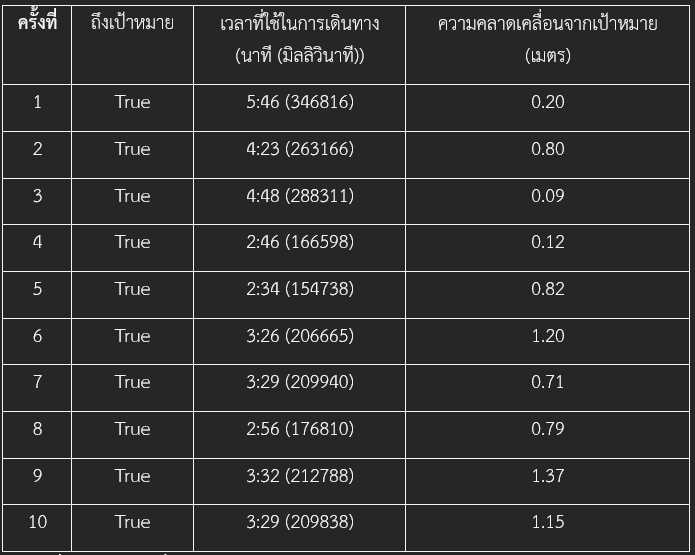 ครั้งที่ ถึงเป้าหมาย เวลาที่ใช้ในการเดินทาง (นาที (มิลลิวินาที)) ความคลาดเคลื่อนจากเป้าหมาย (เมตร)
1 True 5:46 (346816) 0.20
2 True 4:23 (263166) 0.80
3 True 4:48 (288311) 0.09
4 True 2:46 (166598) 0.12
5 True 2:34 (154738) 0.82
6 True 3:26 (206665) 1.20
7 True 3:29 (209940) 0.71
8 True 2:56 (176810) 0.79
9 True 3:32 (212788) 1.37
10 True 3:29 (209838) 1.15